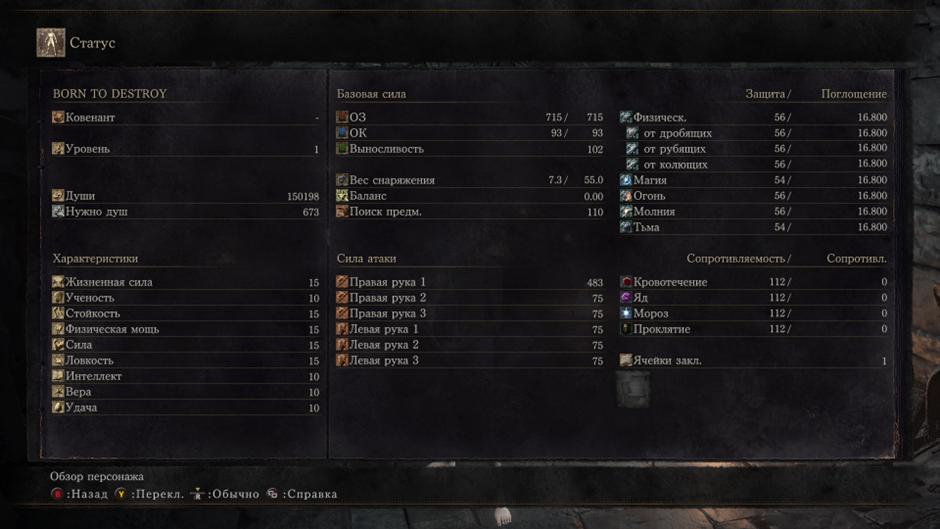 Статус
BORN TO DESTROY
Ковенант -
Уровень 1
Души 150198
Нужно душ 673
Характеристики
Жизненная сила 15
Ученость 10
Стойкость 15
Физическая мощь 15
Сила 15
Ловкость 15
Интеллект 10
Вера 10
Удача 10
Базовая сила
ОЗ 715 / 715
ОК 93 / 93
Выносливость 102
Вес снаряжения 7.3 / 55.0
Баланс 0.00
Поиск предм. 110
Сила атаки
Правая рука 1 483
Правая рука 2 75
Правая рука 3 75
Левая рука 1 75
Левая рука 2 75
Левая рука 3 75
Защита / Поглощение
Физическ. 56 / 16.800
от дробящих 56 / 16.800
от рубящих 56 / 16.800
от колющих 56 / 16.800
Магия 54 / 16.800
Огонь 56 / 16.800
Молния 56 / 16.800
Тьма 54 / 16.800
Сопротивляемость / Сопротивл.
Кровотечение 112 / 0
Яд 112 / 0
Мороз 112 / 0
Проклятие 112 / 0
Ячейки закл. 1
Обзор персонажа
B :Назад Y :Перекл. R :Обычно :Справка